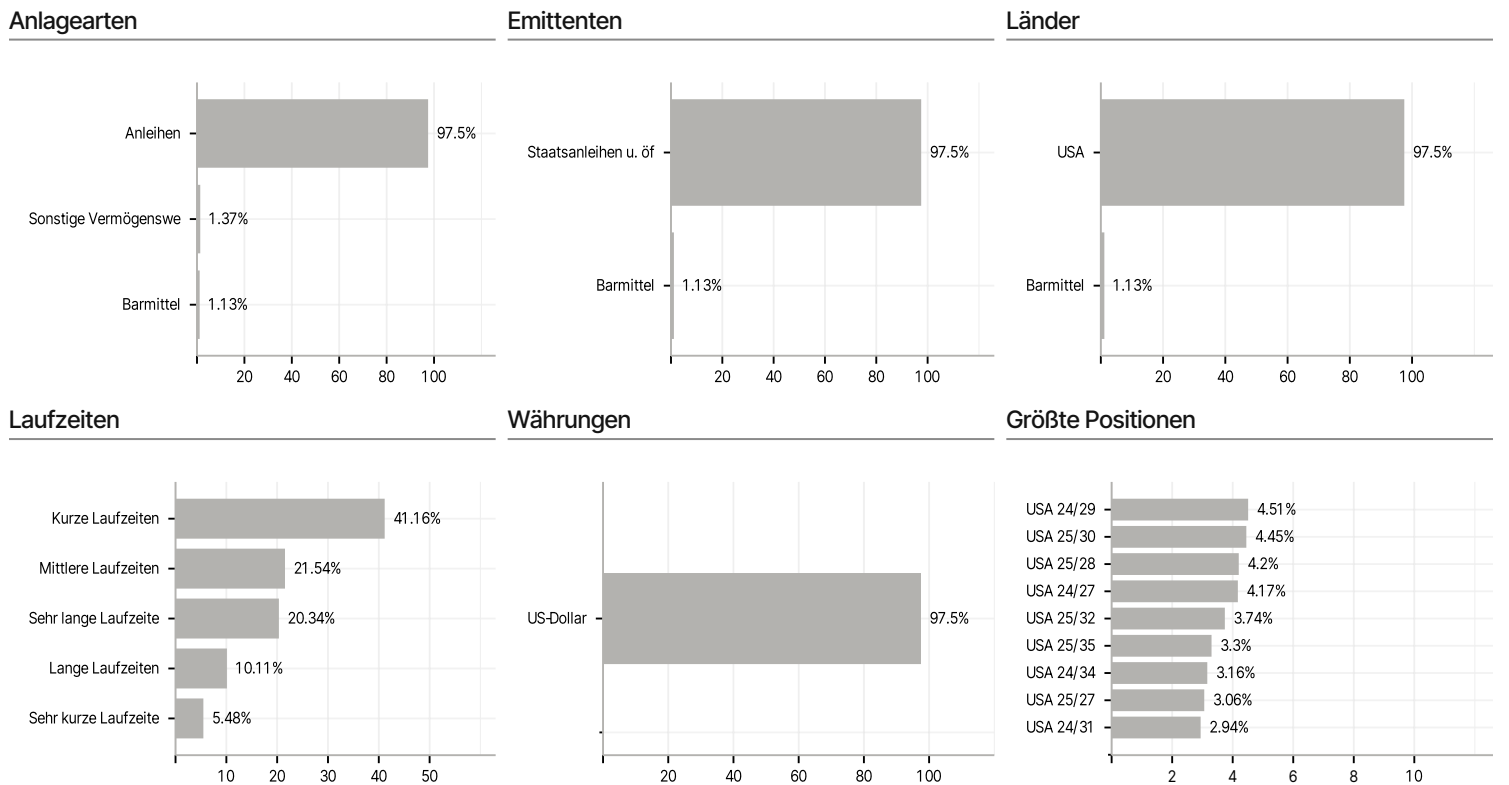 Anlagearten
Anleihen
97.5%
Sonstige Vermögenswe
1.37%
Barmittel
1.13%
20 40 60 80 100
Emittenten
Staatsanleihen u. öf
97.5%
Barmittel
1.13%
20 40 60 80 100
Länder
USA
97.5%
Barmittel
1.13%
20 40 60 80 100
Laufzeiten
Kurze Laufzeiten
41.16%
Mittlere Laufzeiten
21.54%
Sehr lange Laufzeite
20.34%
Lange Laufzeiten
10.11%
Sehr kurze Laufzeite
5.48%
10 20 30 40 50
Währungen
US-Dollar
97.5%
20 40 60 80 100
Größte Positionen
USA 24/29
4.51%
USA 25/30
4.45%
USA 25/28
4.2%
USA 24/27
4.17%
USA 25/32
3.74%
USA 25/35
3.3%
USA 24/34
3.16%
USA 25/27
3.06%
USA 24/31
2.94%
2 4 6 8 10